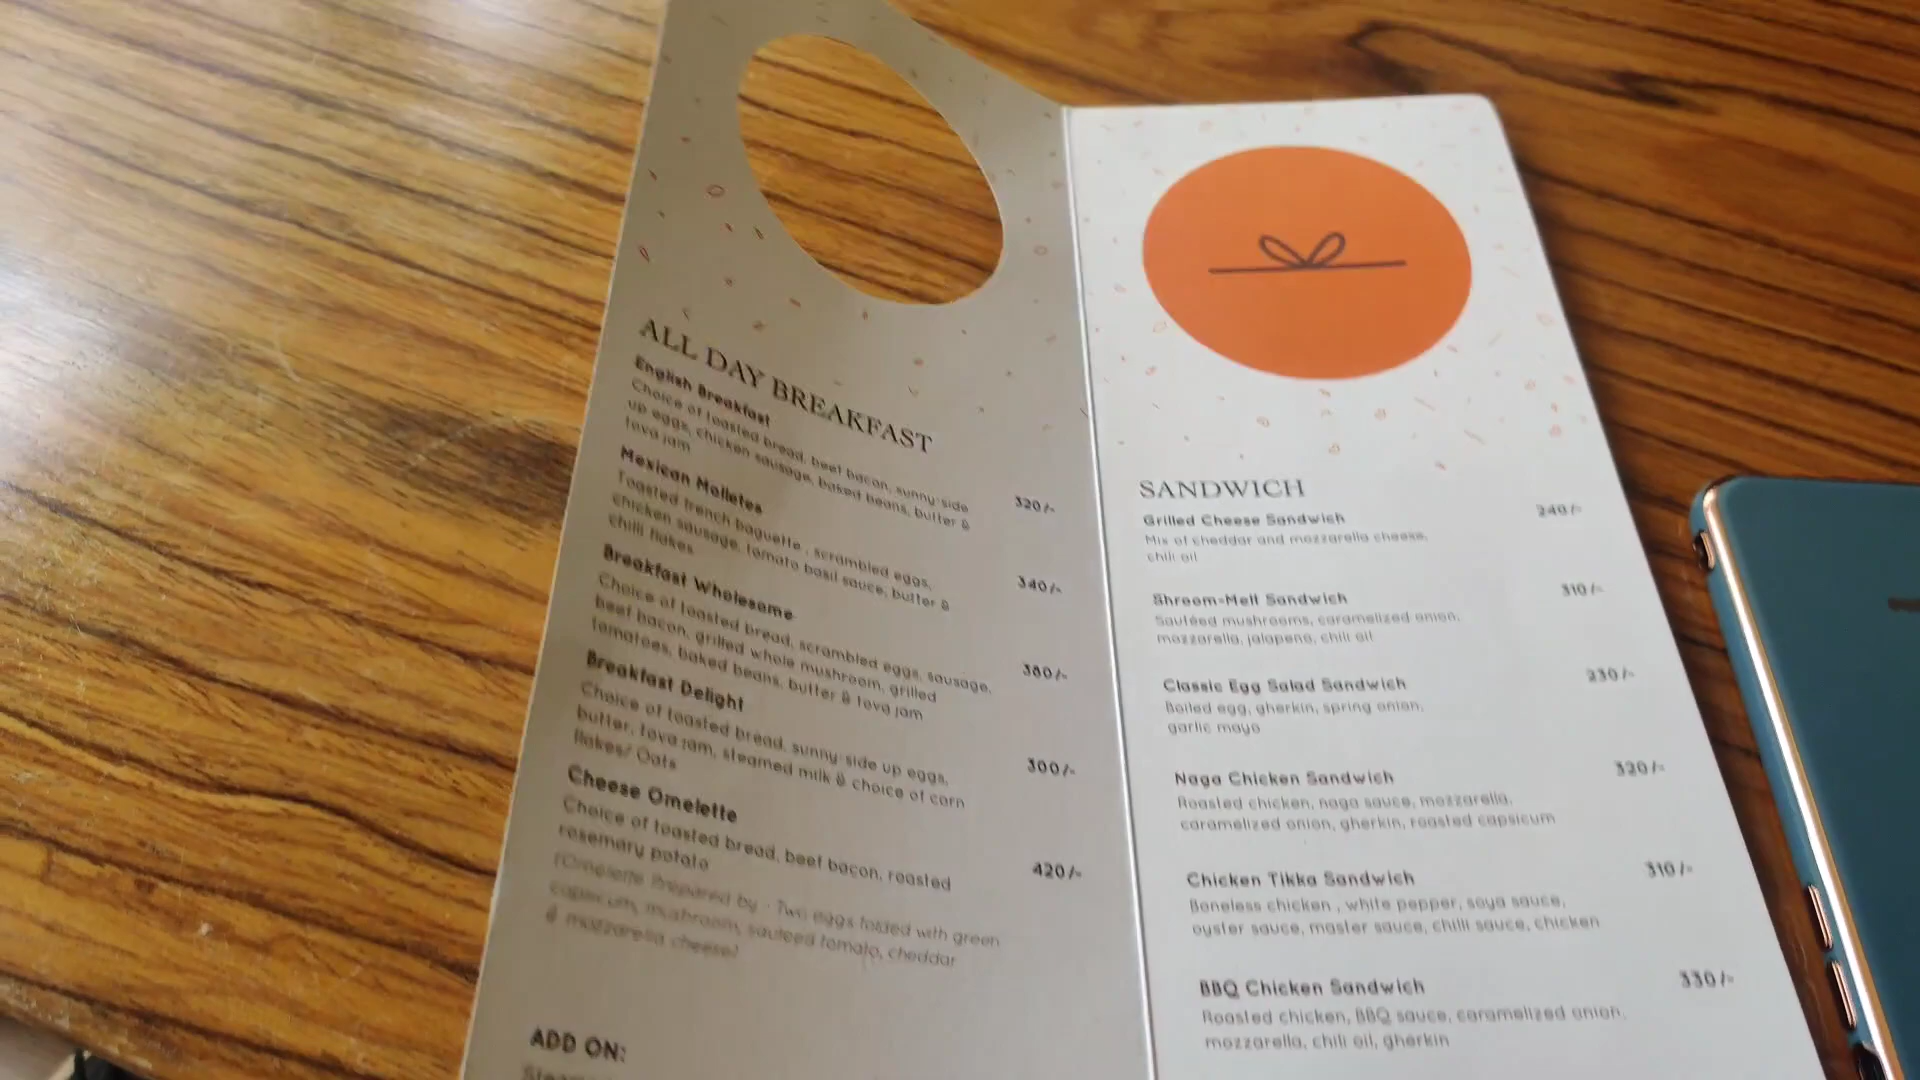 ALL DAY BREAKFAST
English Breakfast
Choice of toasted bread, beef bacon, sunny side
up eggs, chicken sausage, baked beans, butter &
tova jam
320/-
Mexican Molletes
Toasted french baguette, scrambled eggs,
chicken sausage, tomato basil sauce, butter &
chilli flakes
340/-
Breakfast Wholesome
Choice of toasted bread, scrambled eggs, sausage,
beef bacon, grilled whole mushroom, grilled
tomatoes, baked beans, butter & tova jam
380/-
Breakfast Delight
Choice of toasted bread, sunny side up eggs,
butter, tova jam, steamed milk & choice of corn
flakes/ Oats
300/-
Cheese Omelette
Choice of toasted bread, beef bacon, roasted
rosemary potato
420/-
(Omelette Prepared by - Two eggs folded with green
capsicum, mushroom, sauteed tomato, cheddar
& mozzarella cheese)
ADD ON:
SANDWICH
Grilled Cheese Sandwich 240/-
Mix of cheddar and mozzarella cheese,
chili oil
Shroom-Melt Sandwich 310/-
Sautéed mushrooms, caramelized onion,
mozzarella, jalapeno, chili oil
Classic Egg Salad Sandwich 230/-
Boiled egg, gherkin, spring onion,
garlic mayo
Naga Chicken Sandwich 320/-
Roasted chicken, naga sauce, mozzarella,
caramelized onion, gherkin, roasted capsicum
Chicken Tikka Sandwich 310/-
Boneless chicken , white pepper, soya sauce,
oyster sauce, master sauce, chilli sauce, chicken
BBQ Chicken Sandwich 330/-
Roasted chicken, BBQ sauce, caramelized onion,
mozzarella, chili oil, gherkin